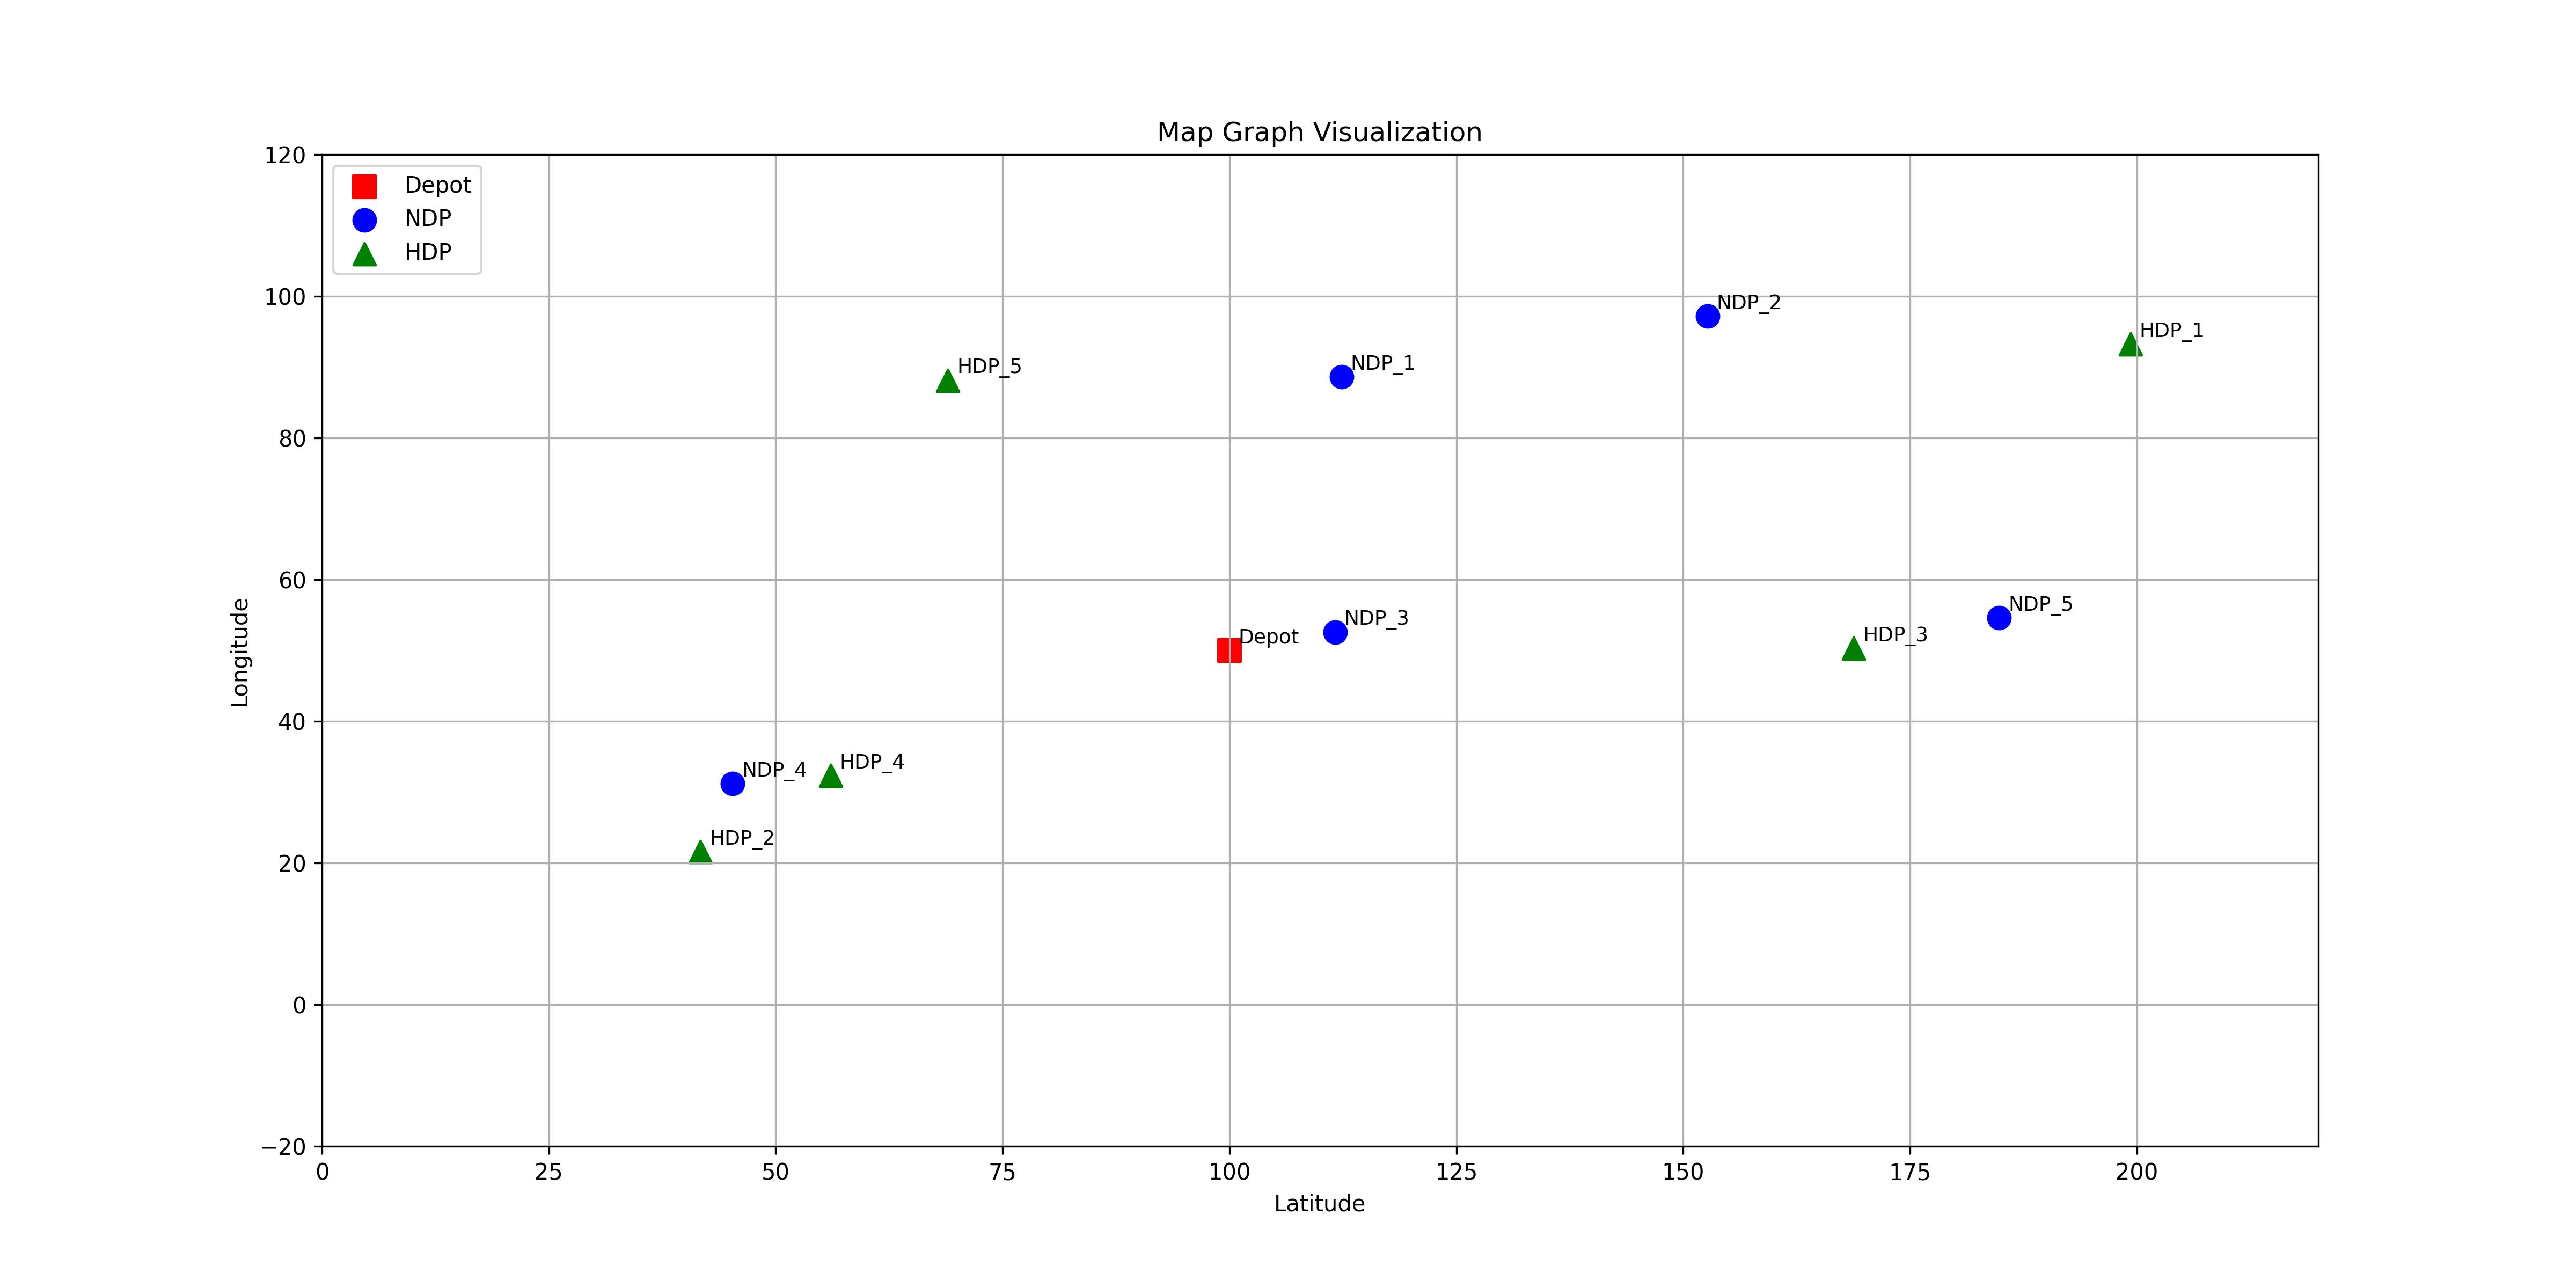 Map Graph Visualization
120
100
80
60
40
20
0
−20
Longitude
Depot
NDP
HDP
NDP_2
HDP_1
NDP_1
HDP_5
NDP_5
NDP_3
HDP_3
Depot
HDP_4
NDP_4
HDP_2
0 25 50 75 100 125 150 175 200
Latitude